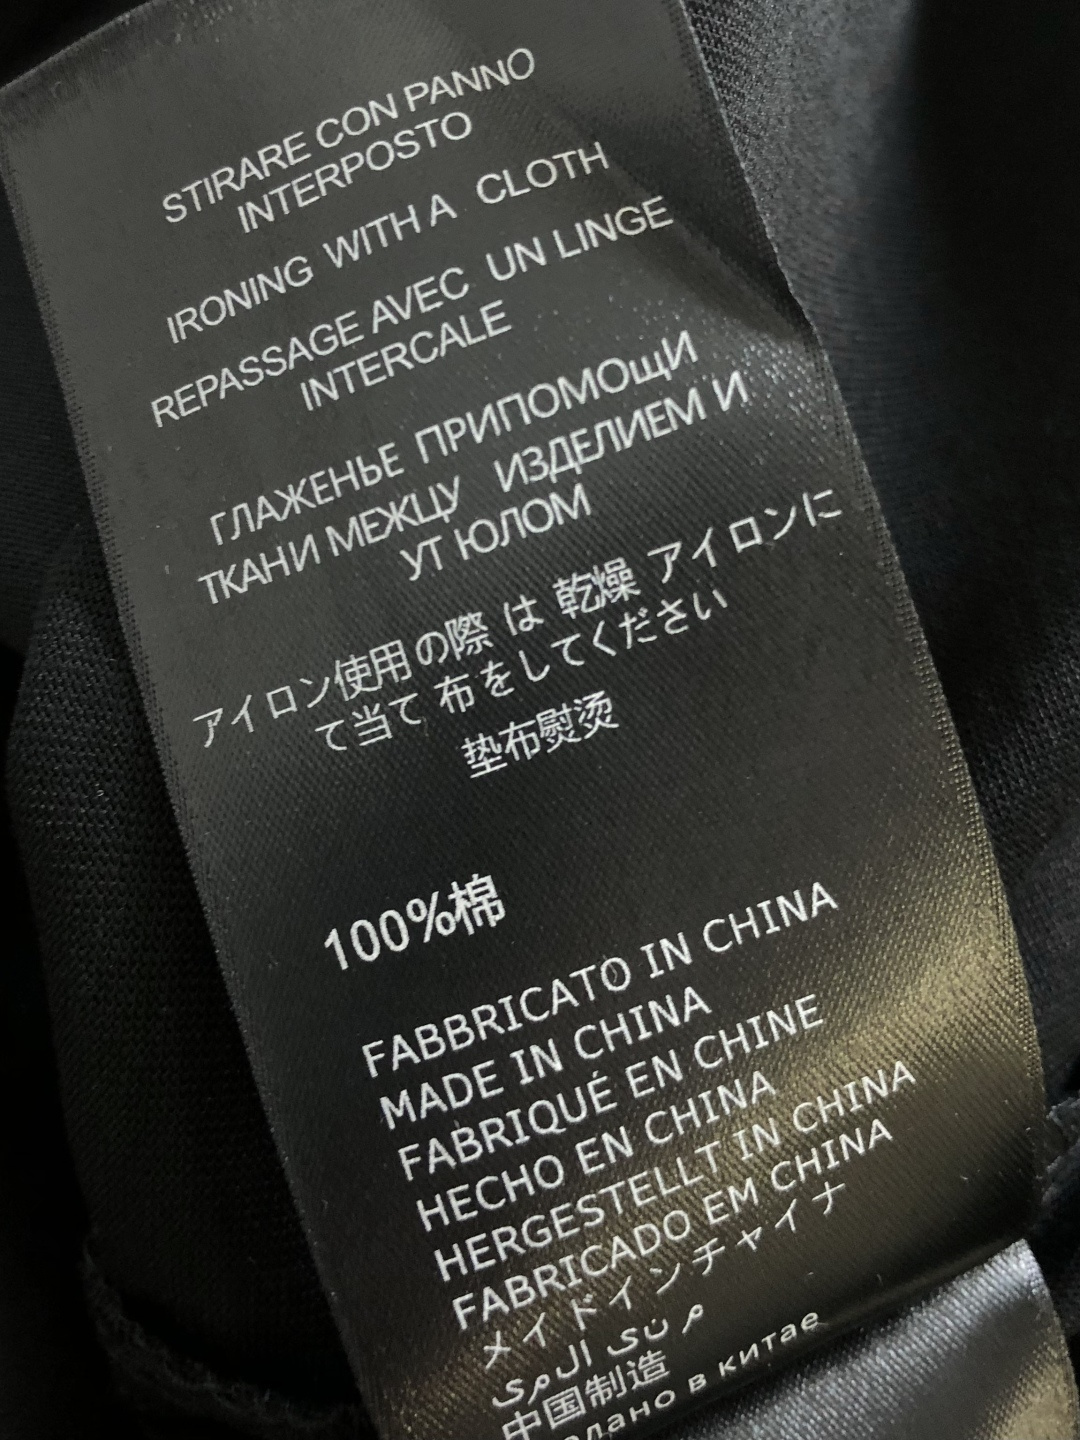 STIRARE CON PANNO
INTERPOSTO
IRONING WITH A CLOTH
REPASSAGE AVEC UN LINGE
INTERCALE
ГЛАЖЕНЬЕ ПРИПОМОЩИ
ТКАНИ МЕЖЦУ ИЗДЕЛИЕМ И
УТ ЮЛОМ
アイロン使用の際 は 乾燥 アイロンに
て当て 布をしてください
垫布熨烫
100%棉
FABBRICATO IN CHINA
MADE IN CHINA
FABRIQUÉ EN CHINE
HECHO EN CHINA
HERGESTELLT IN CHINA
FABRICADO EM CHINA
メイドインチャイナ
中国制造
в китае